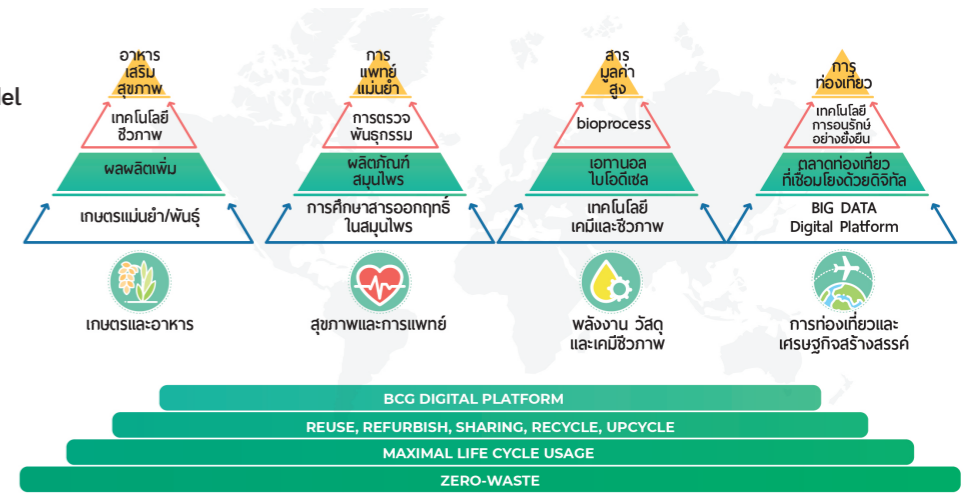 del
อาหาร
เสริม
สุขภาพ
เทคโนโลยี
ชีวภาพ
ผลผลิตเพิ่ม
เกษตรแม่นยำ/พันธุ์
เกษตรและอาหาร
การ
แพทย์
แม่นยำ
การตรวจ
พันธุกรรม
ผลิตภัณฑ์
สมุนไพร
การศึกษาสารออกฤทธิ์
ในสมุนไพร
สุขภาพและการแพทย์
สาร
มูลค่า
สูง
bioprocess
เอทานอล
ไบโอดีเซล
เทคโนโลยี
เคมีและชีวภาพ
พลังงาน วัสดุ
และเคมีชีวภาพ
การ
ท่องเที่ยว
เทคโนโลยี
การอนุรักษ์
อย่างยั่งยืน
ตลาดท่องเที่ยว
ที่เชื่อมโยงด้วยดิจิทัล
BIG DATA
Digital Platform
การท่องเที่ยวและ
เศรษฐกิจสร้างสรรค์
BCG DIGITAL PLATFORM
REUSE, REFURBISH, SHARING, RECYCLE, UPCYCLE
MAXIMAL LIFE CYCLE USAGE
ZERO-WASTE